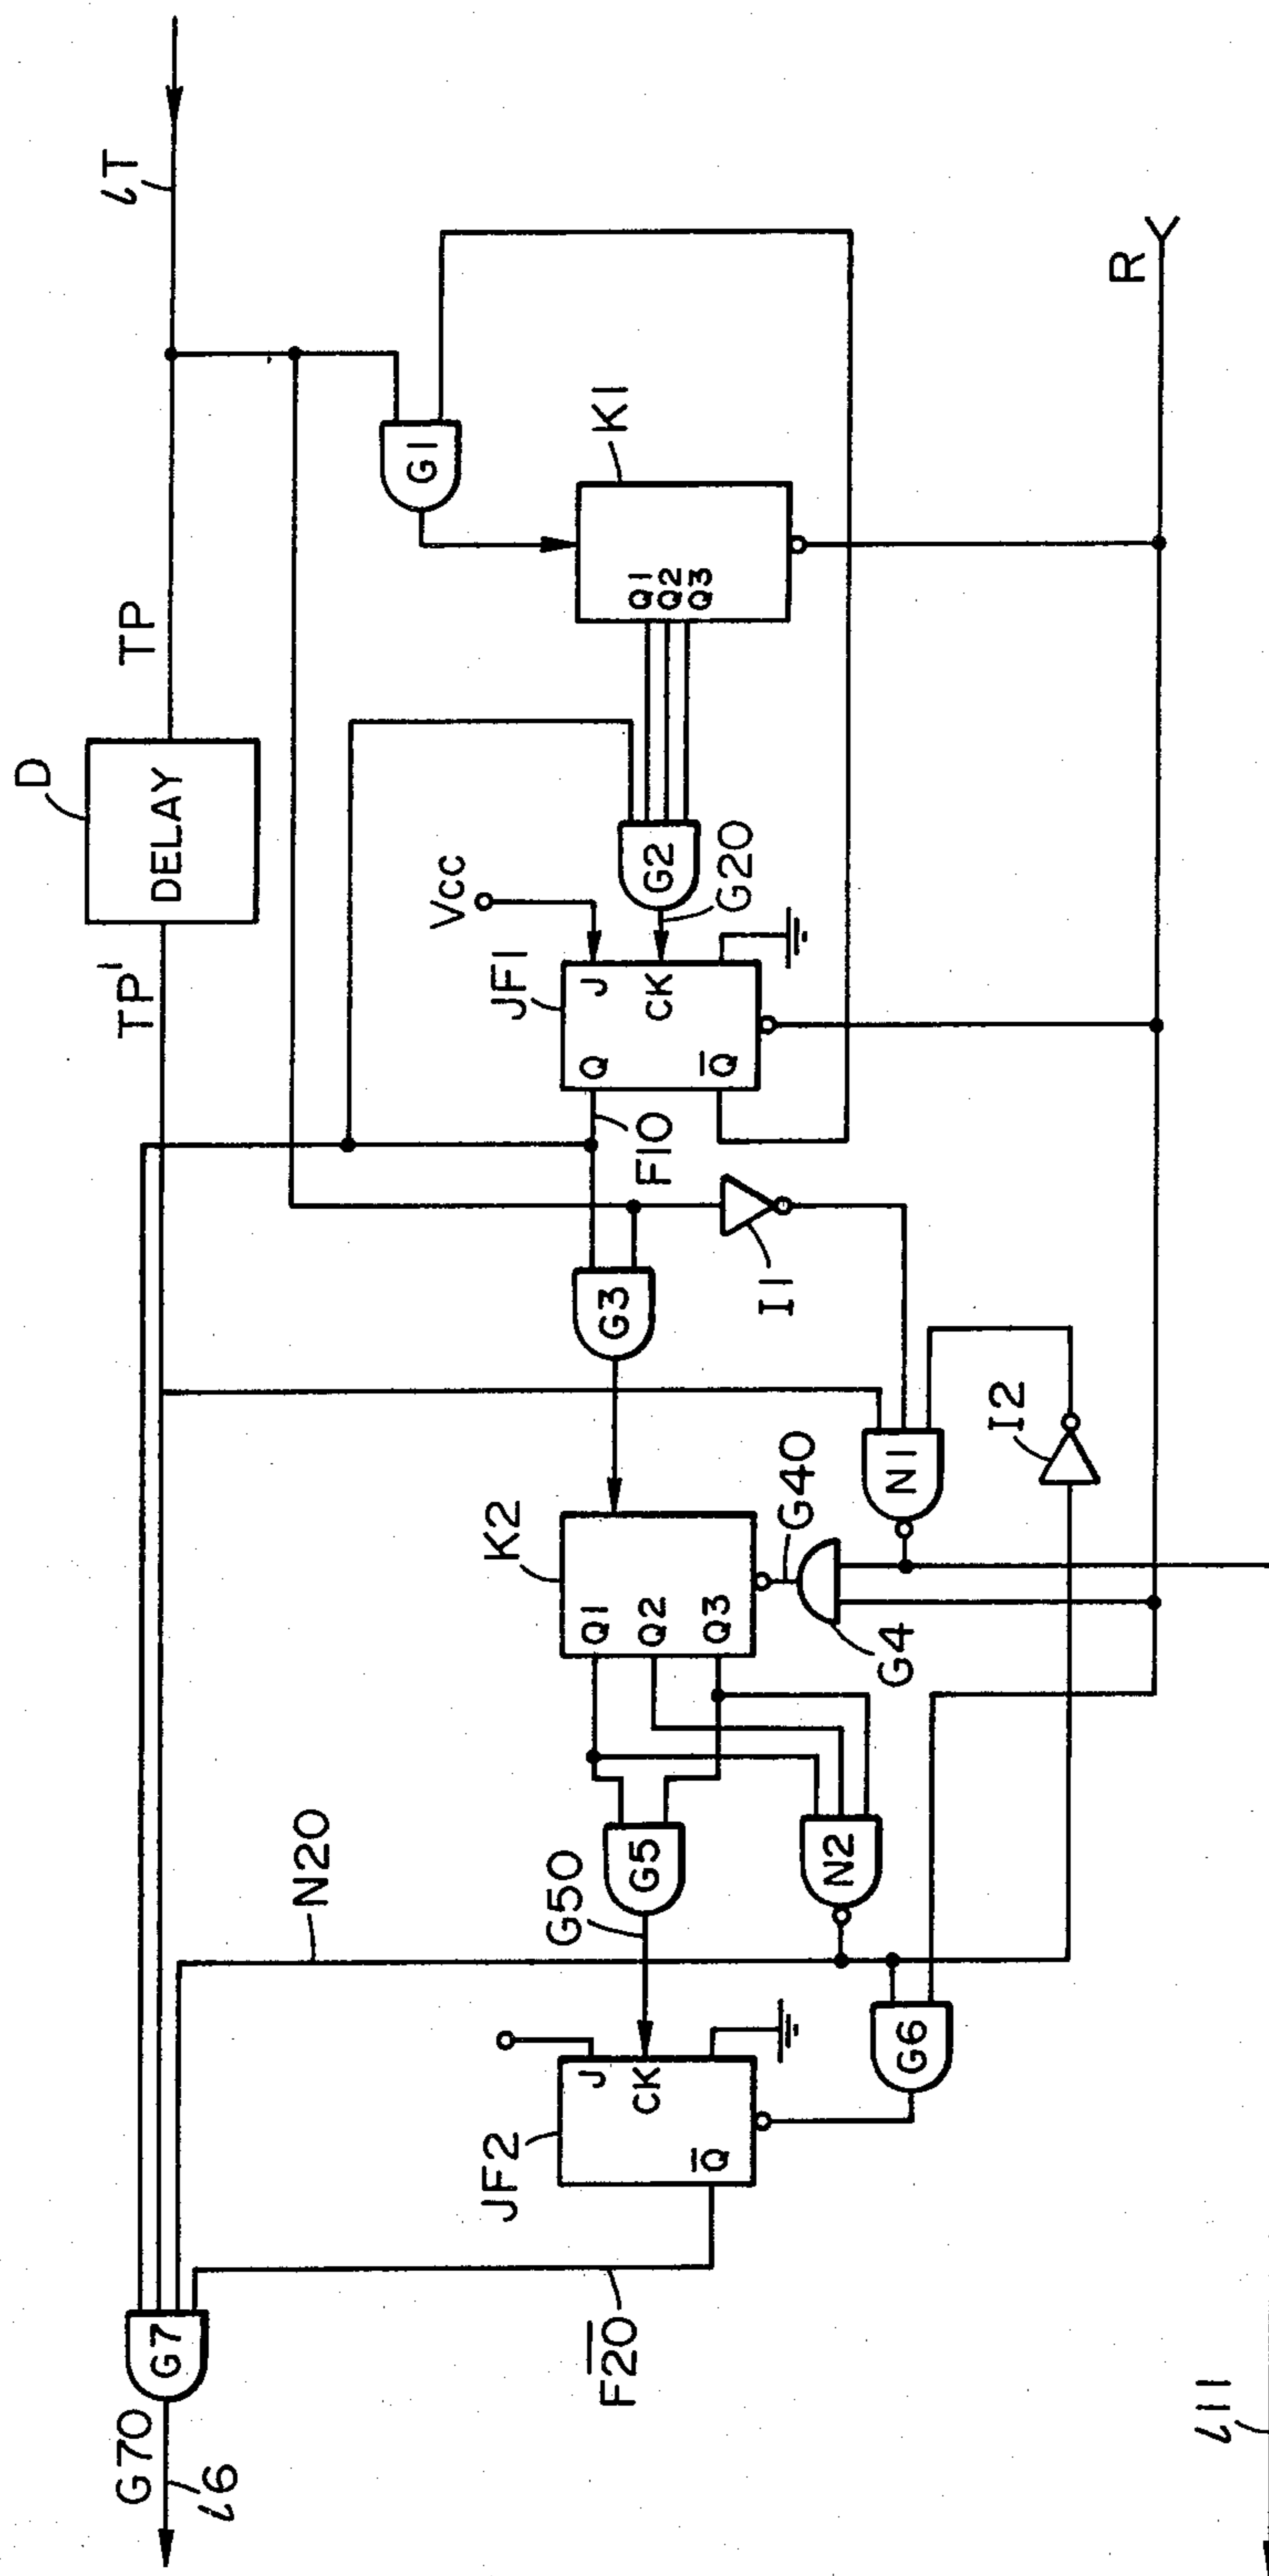 ℓT
R
TP
D
DELAY
TP'
G1
K1
Q1
Q2
Q3
Vcc
G2
G20
JF1
J
CK
Q
Q̅
F10
I1
G3
I2
K2
Q1
Q2
Q3
N1
G40
G4
N20
G50
G5
N2
G6
JF2
J
CK
Q̅
F̅2̅0̅
G7
G70
ℓ6
ℓ11